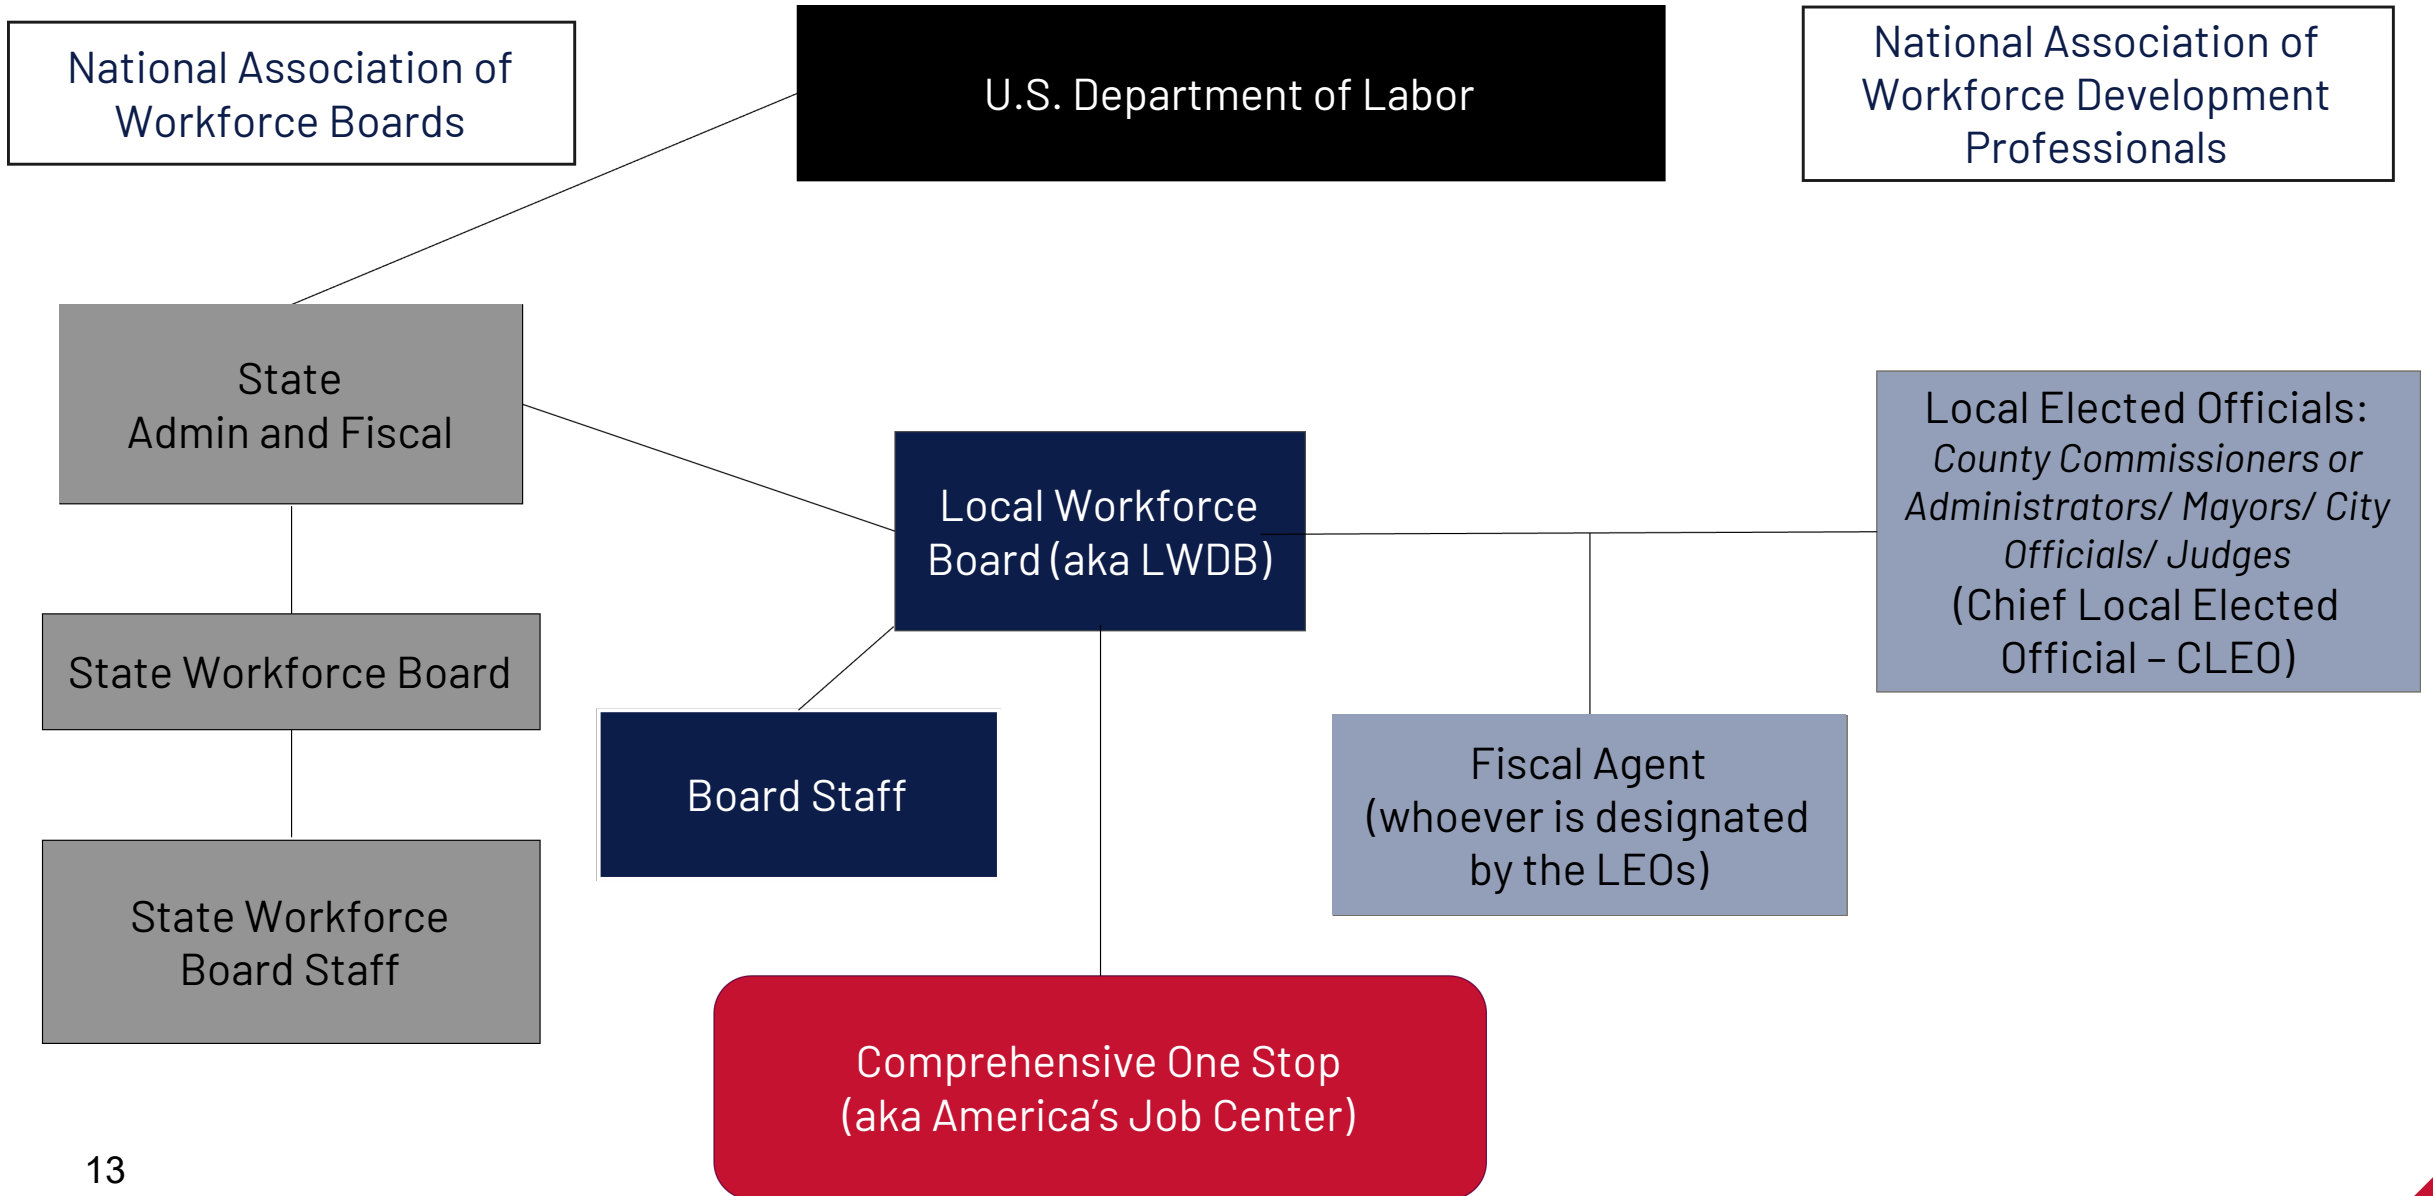 National Association of
Workforce Boards
U.S. Department of Labor
National Association of
Workforce Development
Professionals
State
Admin and Fiscal
Local Workforce
Board (aka LWDB)
Local Elected Officials:
County Commissioners or
Administrators/ Mayors/ City
Officials/ Judges
(Chief Local Elected
Official – CLEO)
State Workforce Board
Board Staff
Fiscal Agent
(whoever is designated
by the LEOs)
State Workforce
Board Staff
Comprehensive One Stop
(aka America’s Job Center)
13